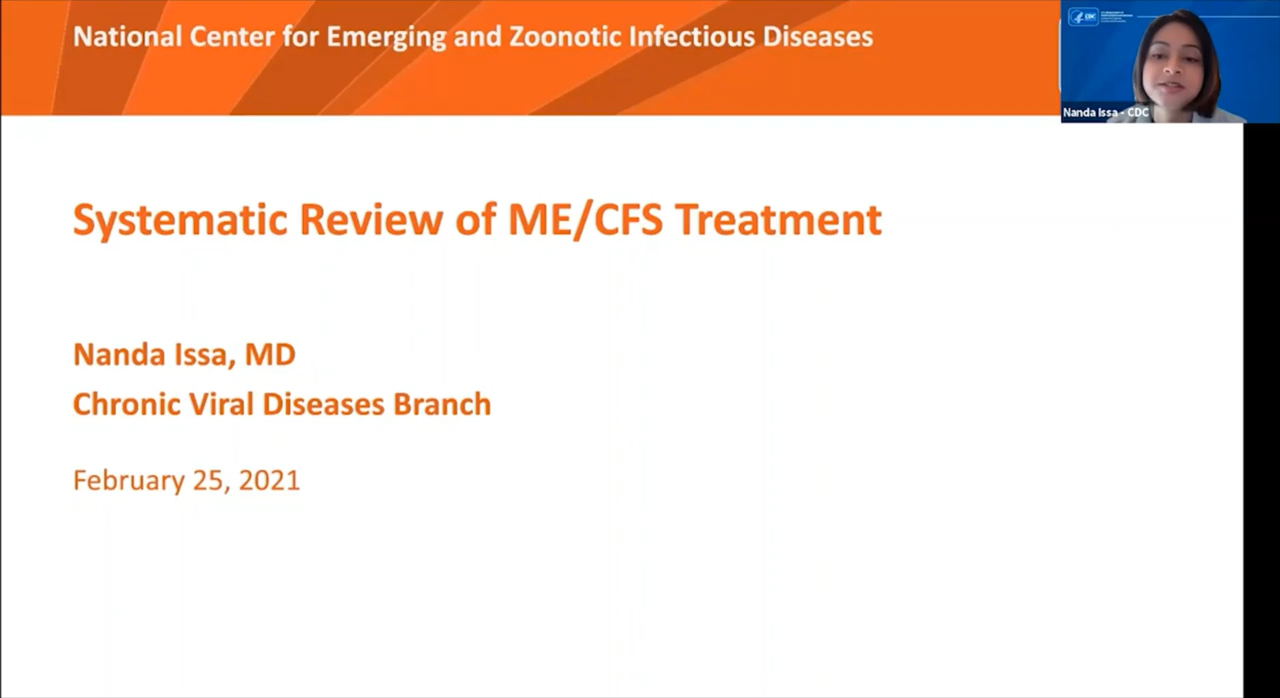 National Center for Emerging and Zoonotic Infectious Diseases
CDC
Nanda Issa - CDC
Systematic Review of ME/CFS Treatment
Nanda Issa, MD
Chronic Viral Diseases Branch
February 25, 2021